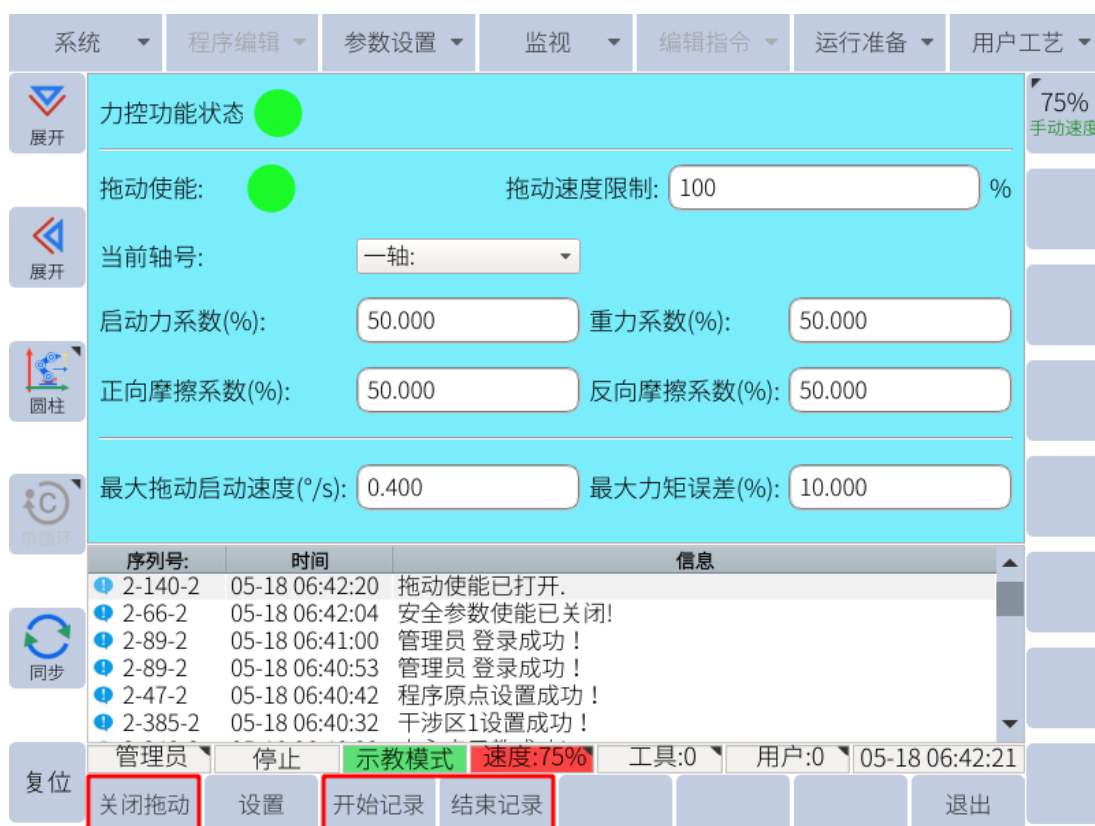 系统 程序编辑 参数设置 监视 编辑指令 运行准备 用户工艺
展开
力控功能状态
75%
手动速度
拖动使能: 拖动速度限制: 100 %
展开
当前轴号: 一轴:
启动力系数(%): 50.000 重力系数(%): 50.000
圆柱
正向摩擦系数(%): 50.000 反向摩擦系数(%): 50.000
最大拖动启动速度(°/s): 0.400 最大力矩误差(%): 10.000
单循环
序列号: 时间 信息
2-140-2 05-18 06:42:20 拖动使能已打开.
2-66-2 05-18 06:42:04 安全参数使能已关闭!
2-89-2 05-18 06:41:00 管理员 登录成功！
2-89-2 05-18 06:40:53 管理员 登录成功！
2-47-2 05-18 06:40:42 程序原点设置成功！
2-385-2 05-18 06:40:32 干涉区1设置成功！
同步
管理员 停止 示教模式 速度:75% 工具:0 用户:0 05-18 06:42:21
复位
关闭拖动 设置 开始记录 结束记录 退出